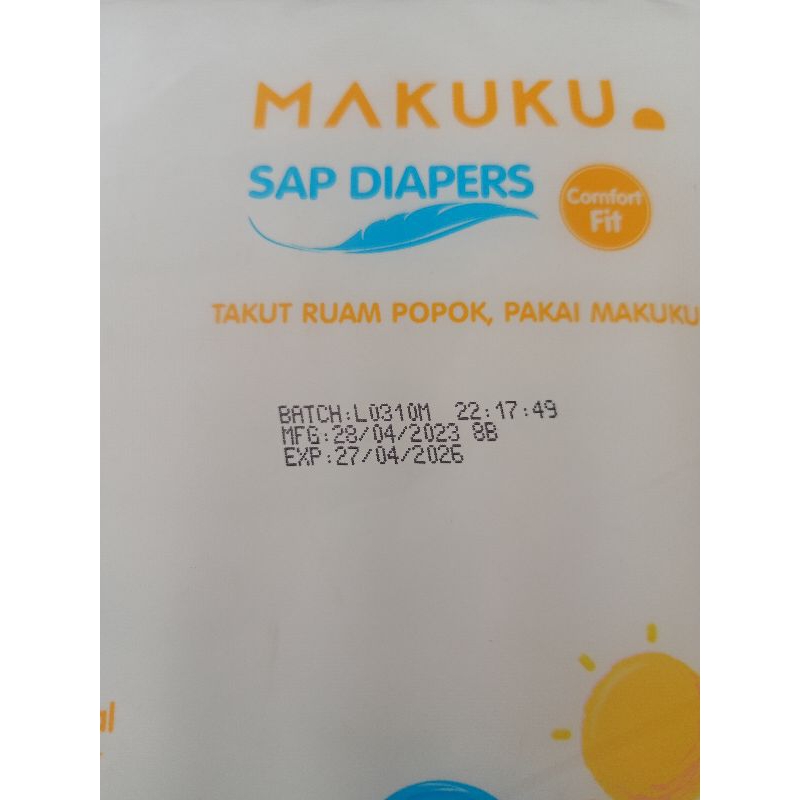 MAKUKU.
SAP DIAPERS
Comfort
Fit
TAKUT RUAM POPOK, PAKAI MAKUKU
BATCH:L0310M 22:17:49
MFG:28/04/2023 8B
EXP:27/04/2026